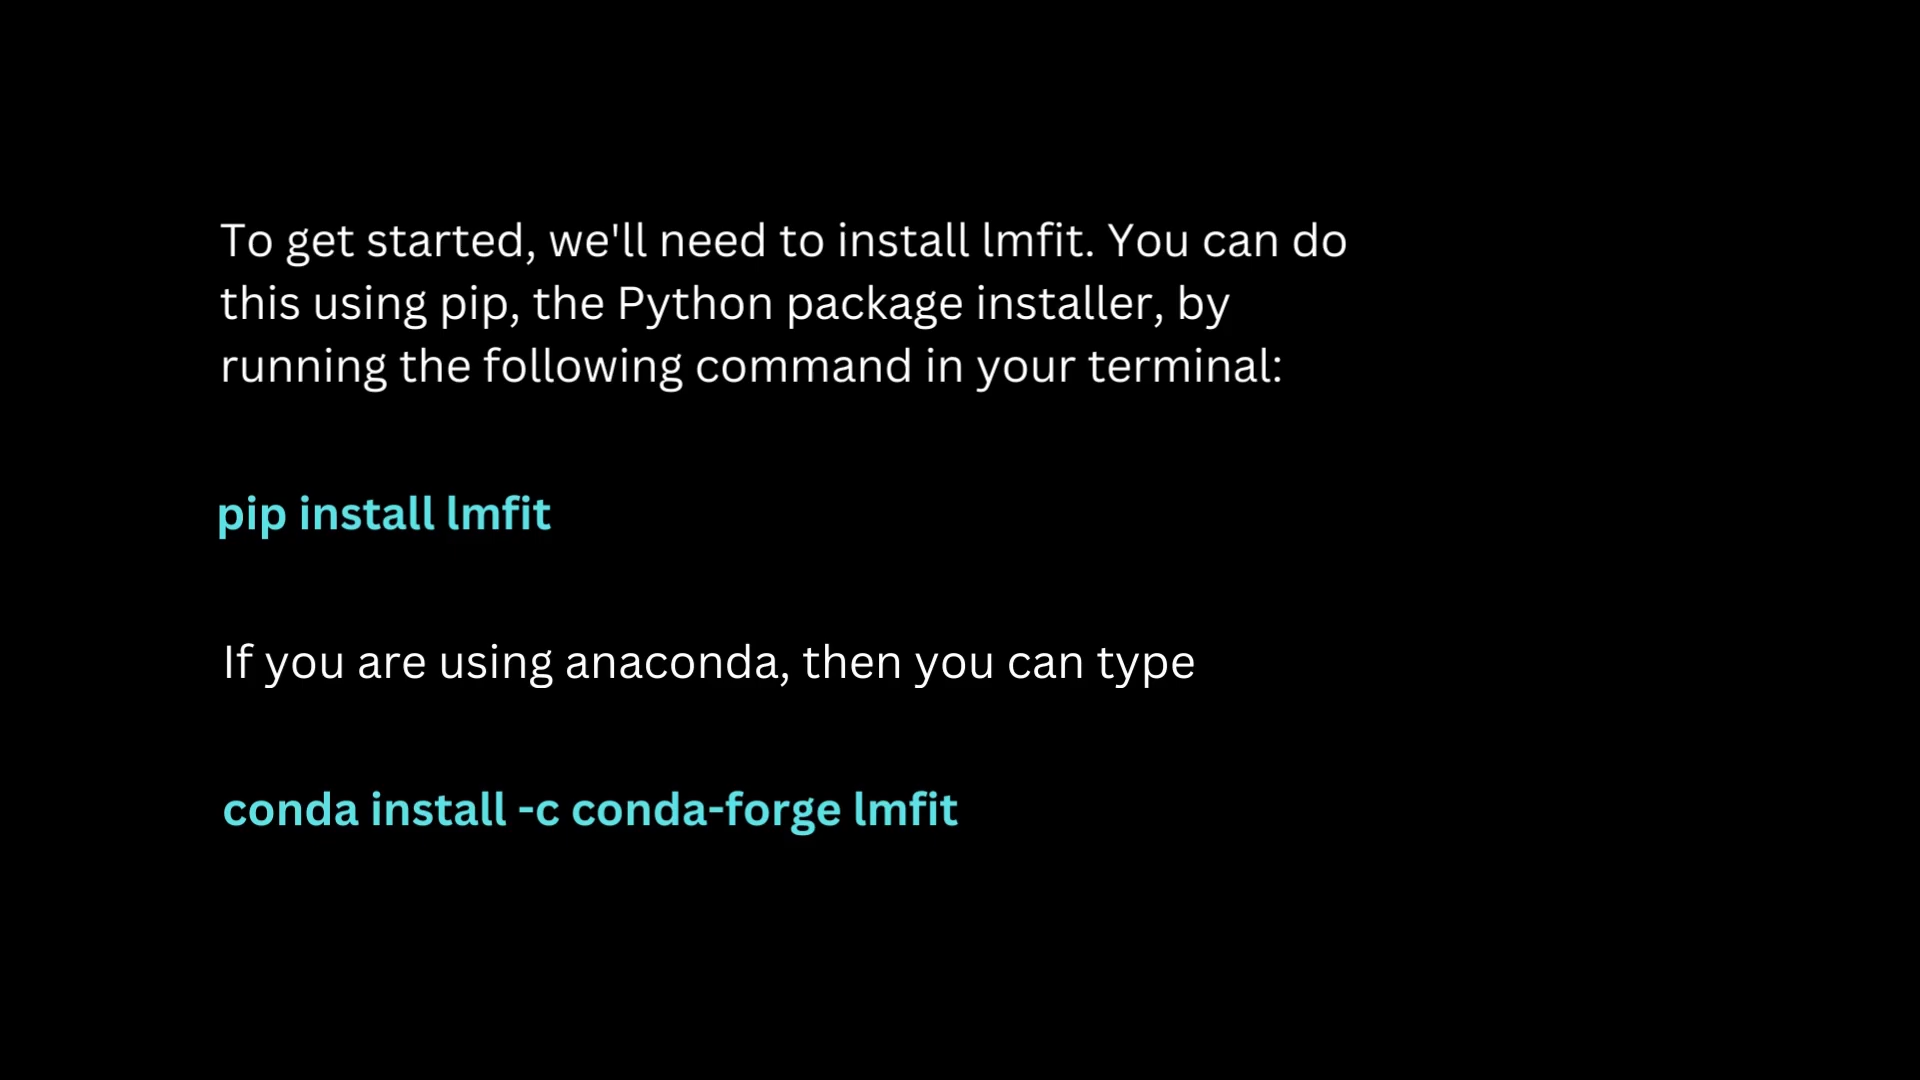 To get started, we'll need to install lmfit. You can do
this using pip, the Python package installer, by
running the following command in your terminal:
pip install lmfit
If you are using anaconda, then you can type
conda install -c conda-forge lmfit